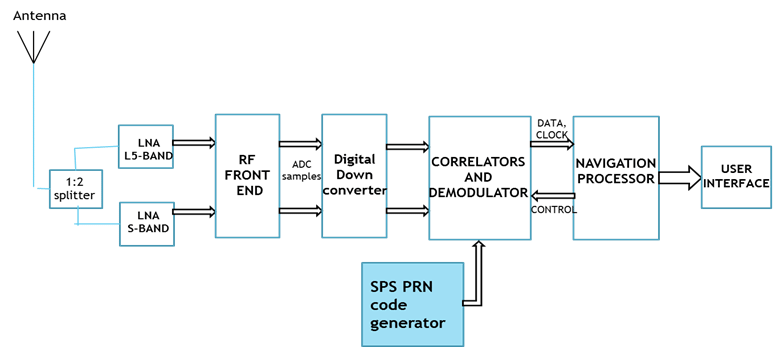 Antenna
1:2
splitter
LNA
L5-BAND
LNA
S-BAND
RF
FRONT
END
ADC
samples
Digital
Down
converter
CORRELATORS
AND
DEMODULATOR
DATA,
CLOCK
CONTROL
NAVIGATION
PROCESSOR
USER
INTERFACE
SPS PRN
code
generator